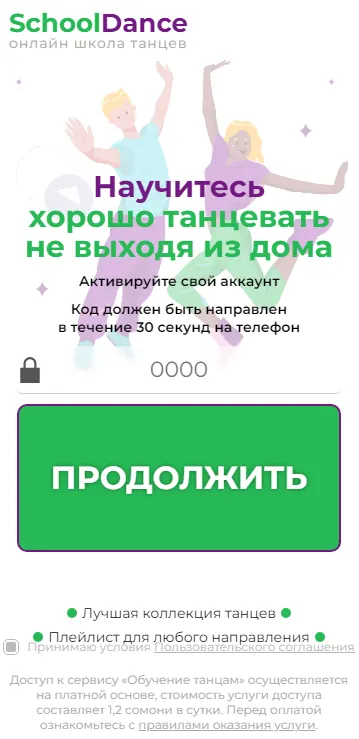 SchoolDance
онлайн школа танцев
Научитесь
хорошо танцевать
не выходя из дома
Активируйте свой аккаунт
Код должен быть направлен
в течение 30 секунд на телефон
0000
ПРОДОЛЖИТЬ
Лучшая коллекция танцев
Плейлист для любого направления
Принимаю условия Пользовательского соглашения
Доступ к сервису «Обучение танцам» осуществляется
на платной основе, стоимость услуги доступа
составляет 1,2 сомони в сутки. Перед оплатой
ознакомьтесь с правилами оказания услуги.